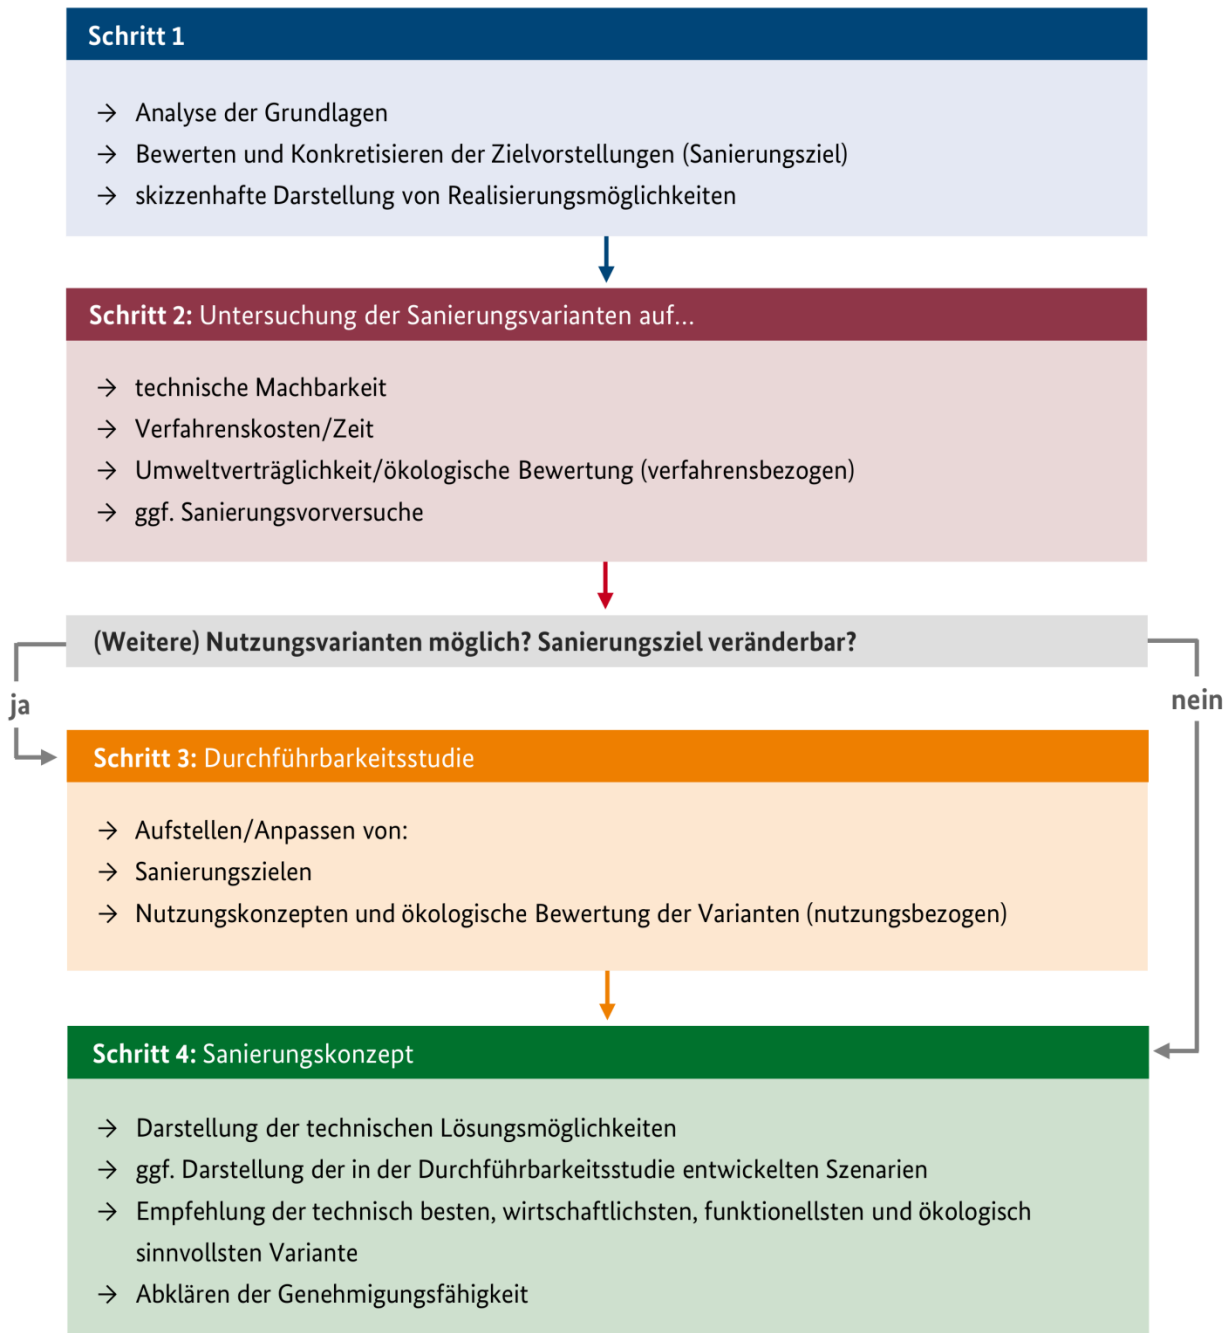 Schritt 1
→ Analyse der Grundlagen
→ Bewerten und Konkretisieren der Zielvorstellungen (Sanierungsziel)
→ skizzenhafte Darstellung von Realisierungsmöglichkeiten
Schritt 2: Untersuchung der Sanierungsvarianten auf...
→ technische Machbarkeit
→ Verfahrenskosten/Zeit
→ Umweltverträglichkeit/ökologische Bewertung (verfahrensbezogen)
→ ggf. Sanierungsvorversuche
(Weitere) Nutzungsvarianten möglich? Sanierungsziel veränderbar?
ja
nein
Schritt 3: Durchführbarkeitsstudie
→ Aufstellen/Anpassen von:
→ Sanierungszielen
→ Nutzungskonzepten und ökologische Bewertung der Varianten (nutzungsbezogen)
Schritt 4: Sanierungskonzept
→ Darstellung der technischen Lösungsmöglichkeiten
→ ggf. Darstellung der in der Durchführbarkeitsstudie entwickelten Szenarien
→ Empfehlung der technisch besten, wirtschaftlichsten, funktionellsten und ökologisch
sinnvollsten Variante
→ Abklären der Genehmigungsfähigkeit